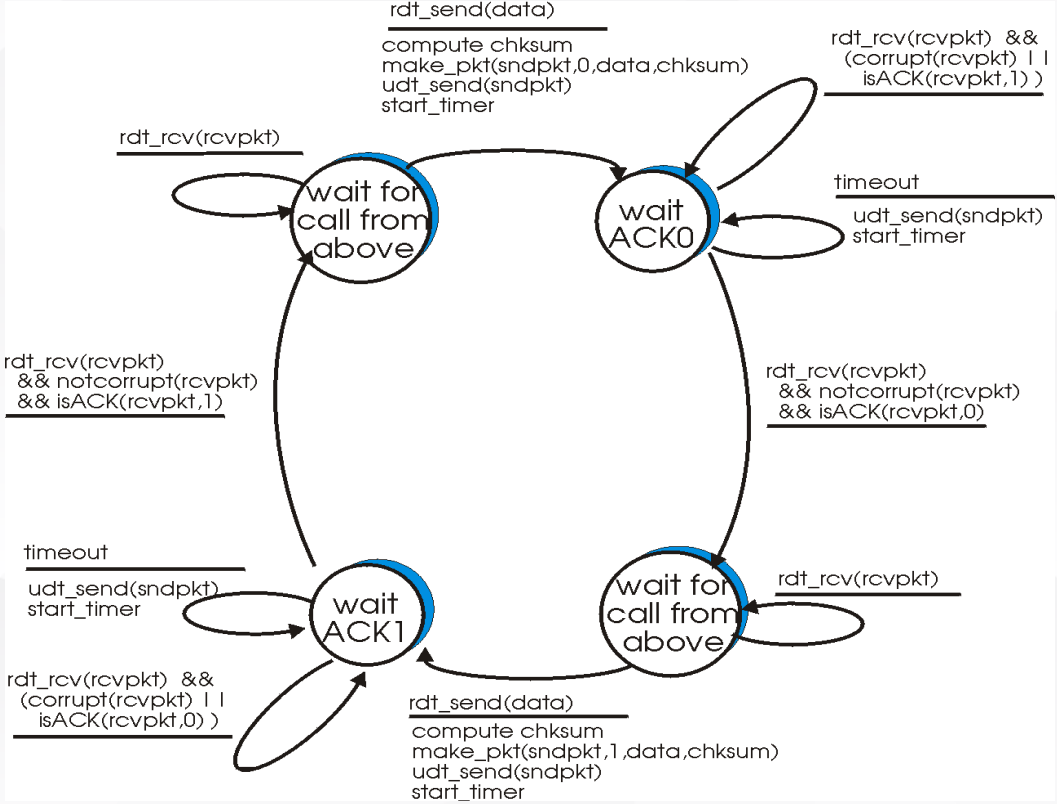 rdt_send(data)
compute chksum
make_pkt(sndpkt,0,data,chksum)
udt_send(sndpkt)
start_timer
rdt_rcv(rcvpkt) &&
(corrupt(rcvpkt) | |
isACK(rcvpkt,1) )
rdt_rcv(rcvpkt)
wait for
call from
above
wait
ACK0
timeout
udt_send(sndpkt)
start_timer
rdt_rcv(rcvpkt)
&& notcorrupt(rcvpkt)
&& isACK(rcvpkt,1)
rdt_rcv(rcvpkt)
&& notcorrupt(rcvpkt)
&& isACK(rcvpkt,0)
timeout
udt_send(sndpkt)
start_timer
wait
ACK1
wait for
call from
above
rdt_rcv(rcvpkt)
rdt_rcv(rcvpkt) &&
(corrupt(rcvpkt) | |
isACK(rcvpkt,0) )
rdt_send(data)
compute chksum
make_pkt(sndpkt,1,data,chksum)
udt_send(sndpkt)
start_timer